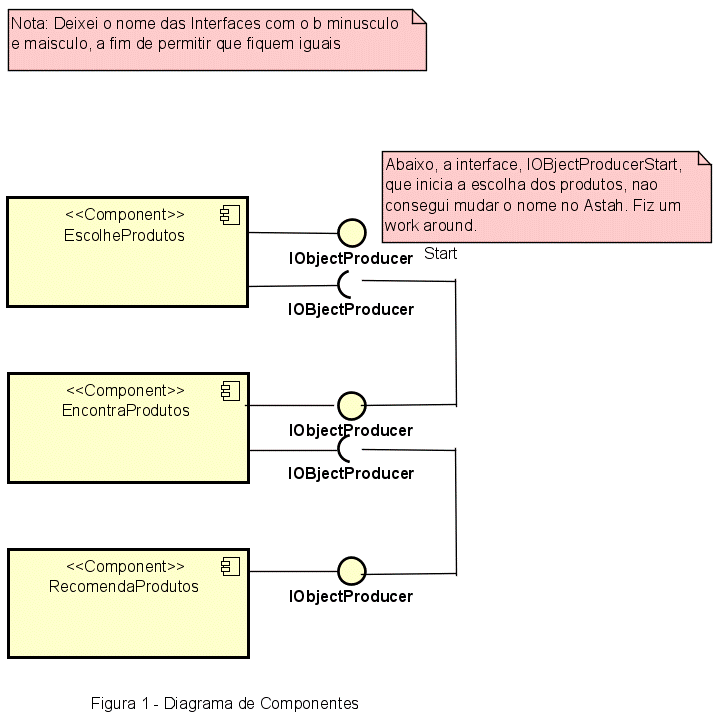 Nota: Deixei o nome das Interfaces com o b minusculo
e maisculo, a fim de permitir que fiquem iguais
Abaixo, a interface, IOBjectProducerStart,
que inicia a escolha dos produtos, nao
consegui mudar o nome no Astah. Fiz um
work around.
<<Component>>
EscolheProdutos
IObjectProducer
Start
IOBjectProducer
<<Component>>
EncontraProdutos
IObjectProducer
IOBjectProducer
<<Component>>
RecomendaProdutos
IObjectProducer
Figura 1 - Diagrama de Componentes